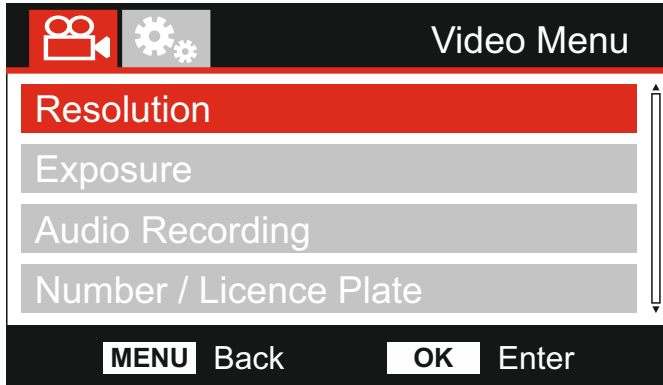 Video Menu
Resolution
Exposure
Audio Recording
Number / Licence Plate
MENU Back OK Enter